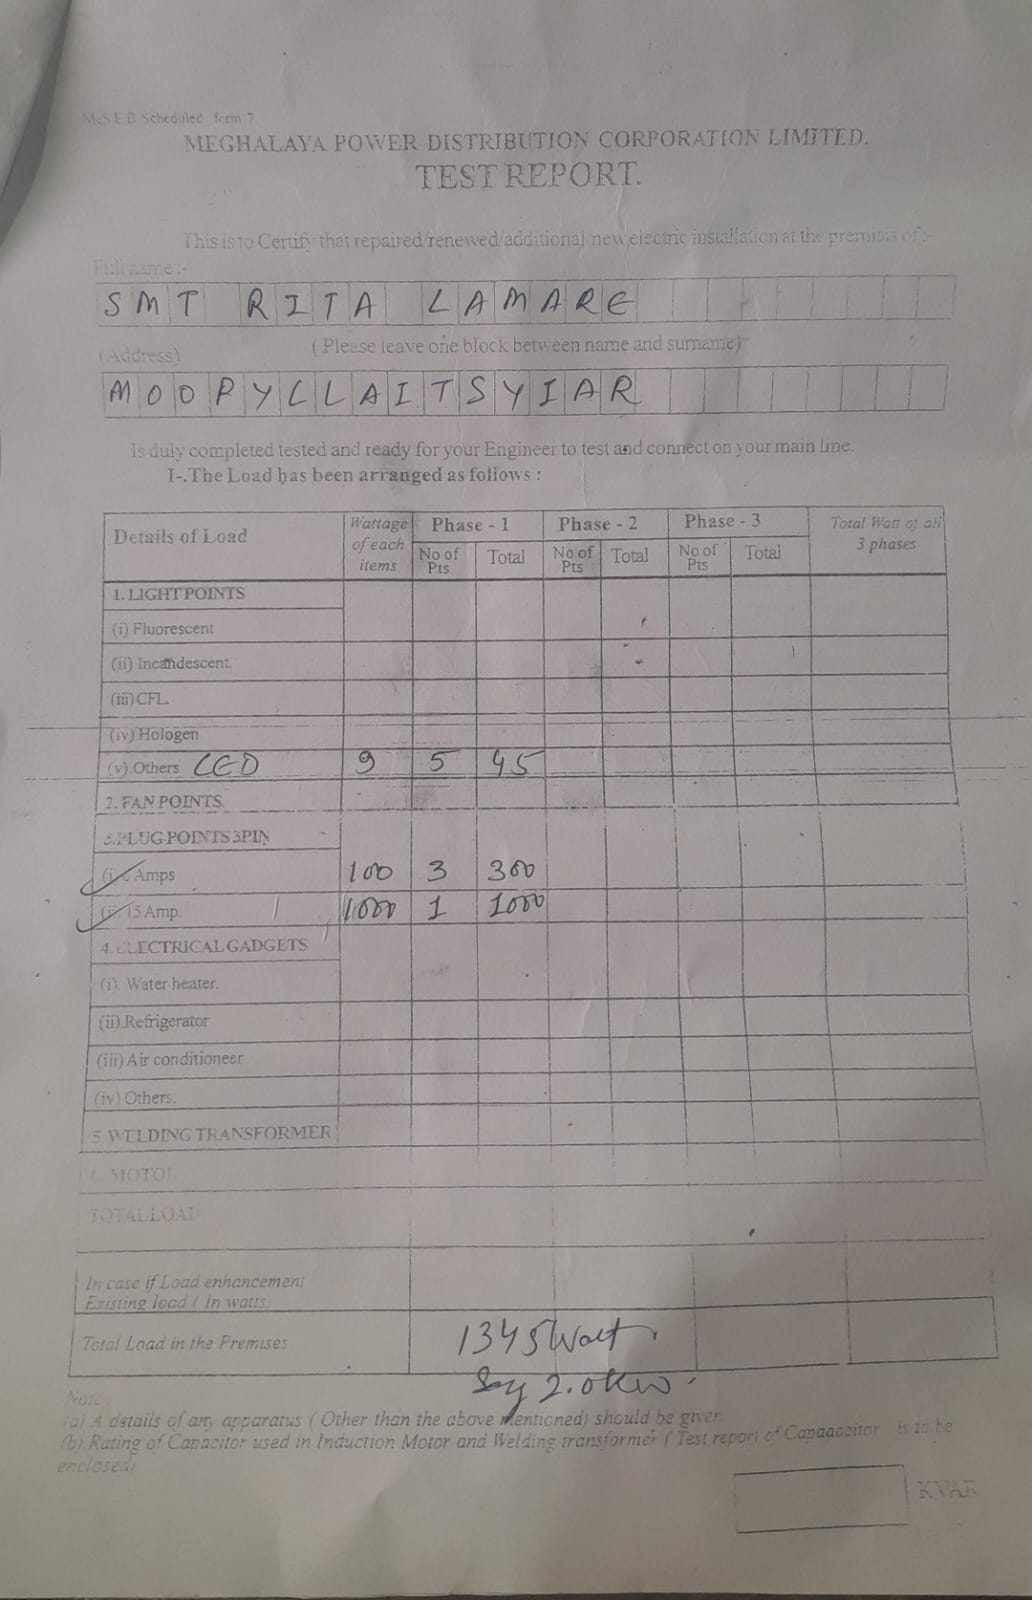 MeS.E.B Scheduled form 7.
MEGHALAYA POWER DISTRIBUTION CORPORATION LIMITED.
TEST REPORT.
This is to Certify that repaired/renewed/additional new electric installation at the premisis of:-
Full name :-
SMT RITA LAMARE
(Address) ( Please leave one block between name and surname)
MOOPYLLAITSYIAR
Is duly completed tested and ready for your Engineer to test and connect on your main line.
I-.The Load has been arranged as follows :
Details of Load Wattage of each items Phase - 1 Phase - 2 Phase - 3 Total Watt of all 3 phases
No of Pts Total No of Pts Total No of Pts Total
1. LIGHT POINTS
(i) Fluorescent
(ii) Incandescent.
(iii) CFL
(iv) Hologen
(v) Others LED 9 5 45
2. FAN POINTS.
3.PLUG POINTS 3PIN
(i) 5 Amps 100 3 300
(ii) 15 Amp. 1000 1 1000
4. ELECTRICAL GADGETS
(i). Water heater.
(ii).Refrigerator
(iii) Air conditioneer
(iv) Others.
5. WELDING TRANSFORMER
6. MOTOR
TOTAL LOAD
In case if Load enhancement
Existing load ( In watts)
Total Load in the Premises 1345 Watt
Say 2.0 KW.
Note :
(a) A details of any apparatus ( Other than the above mentioned) should be given.
(b) Rating of Capacitor used in Induction Motor and Welding transformer ( Test report of Capaacoitor is to be
enclosed)
KVAR